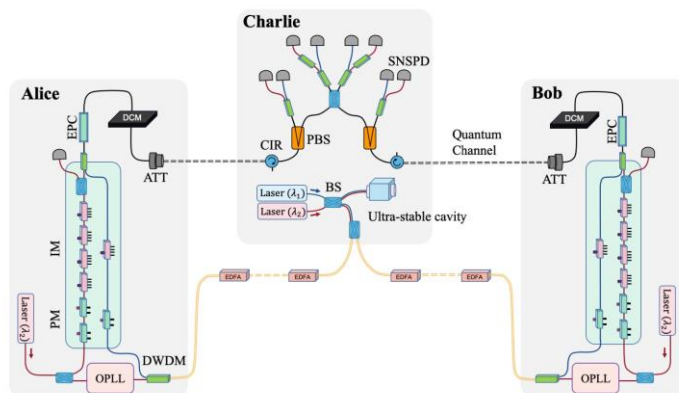 Charlie
Alice
Bob
SNSPD
EPC
DCM
ATT
CIR
PBS
Quantum
Channel
ATT
DCM
EPC
Laser (λ₁)
Laser (λ₂)
BS
Ultra-stable cavity
IM
PM
Laser (λ₂)
DWDM
OPLL
EDFA
EDFA
EDFA
EDFA
Laser (λ₂)
OPLL